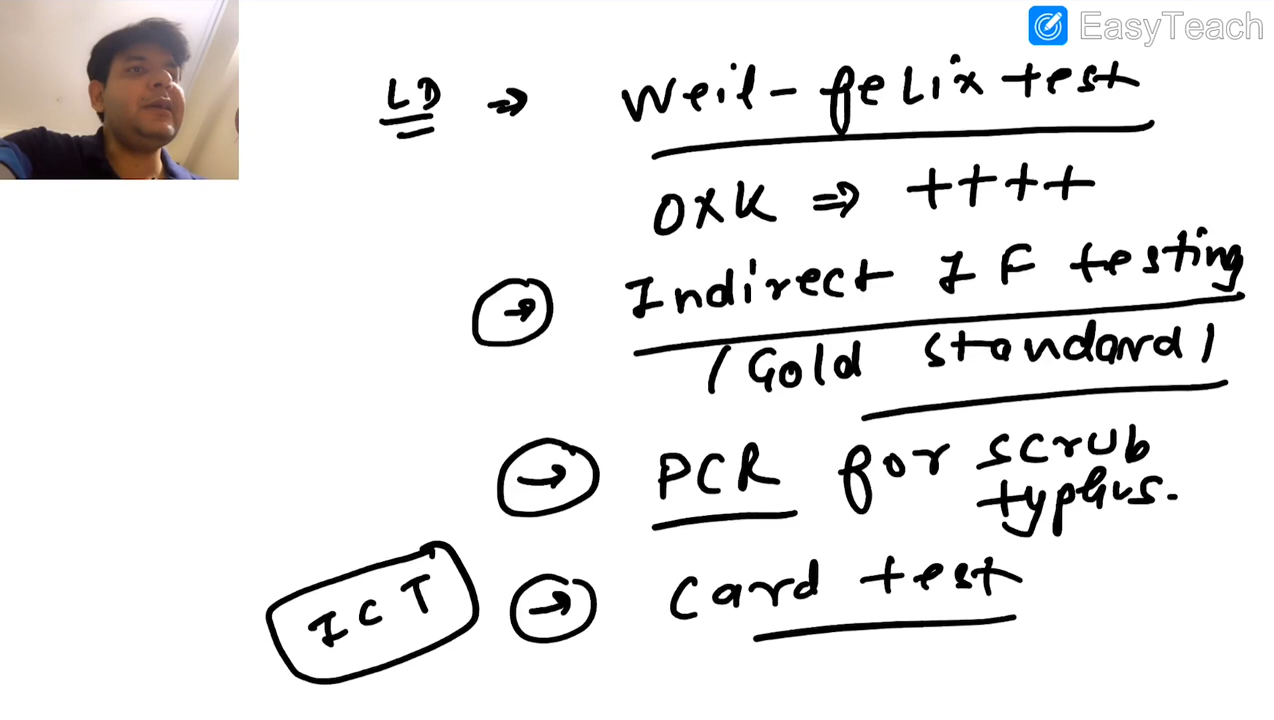 EasyTeach
LD → Weil-felix test
OXK ⇒ ++++
→ Indirect IF testing
(Gold standard)
→ PCR for scrub
typhus.
ICT → card test